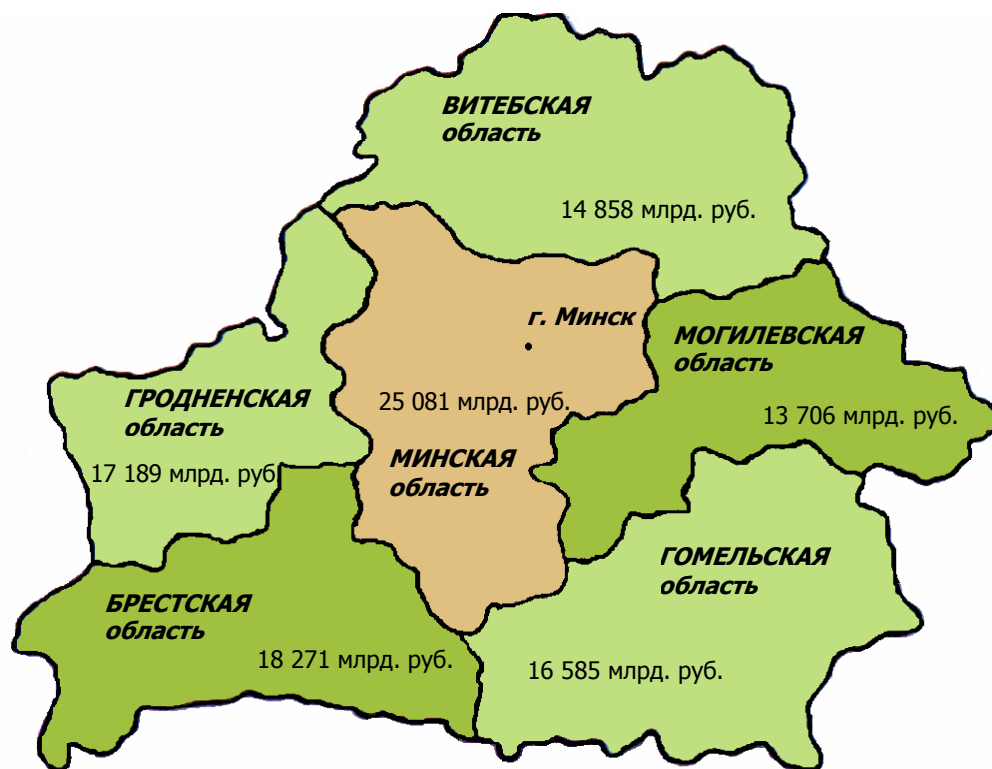 ВИТЕБСКАЯ
область
14 858 млрд. руб.
г. Минск
МОГИЛЕВСКАЯ
область
13 706 млрд. руб.
ГРОДНЕНСКАЯ
область
17 189 млрд. руб
25 081 млрд. руб.
МИНСКАЯ
область
ГОМЕЛЬСКАЯ
область
16 585 млрд. руб.
БРЕСТСКАЯ
область
18 271 млрд. руб.